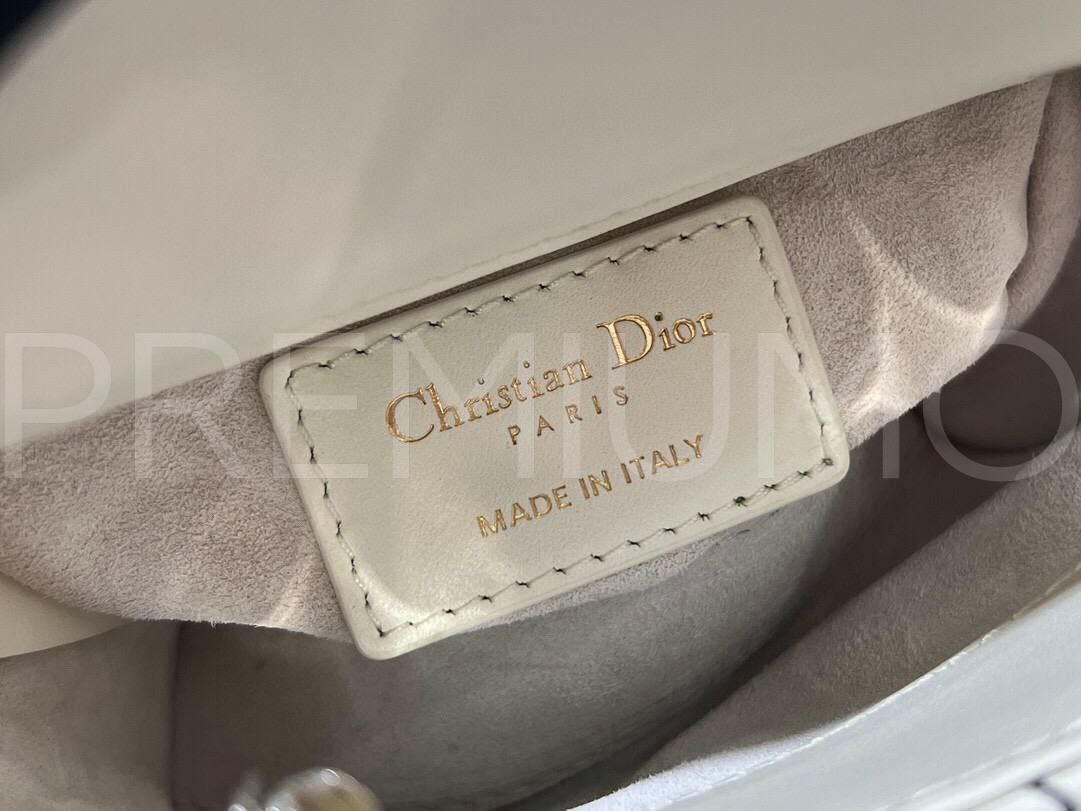 Christian Dior
PARIS
MADE IN ITALY
PREMIUMO